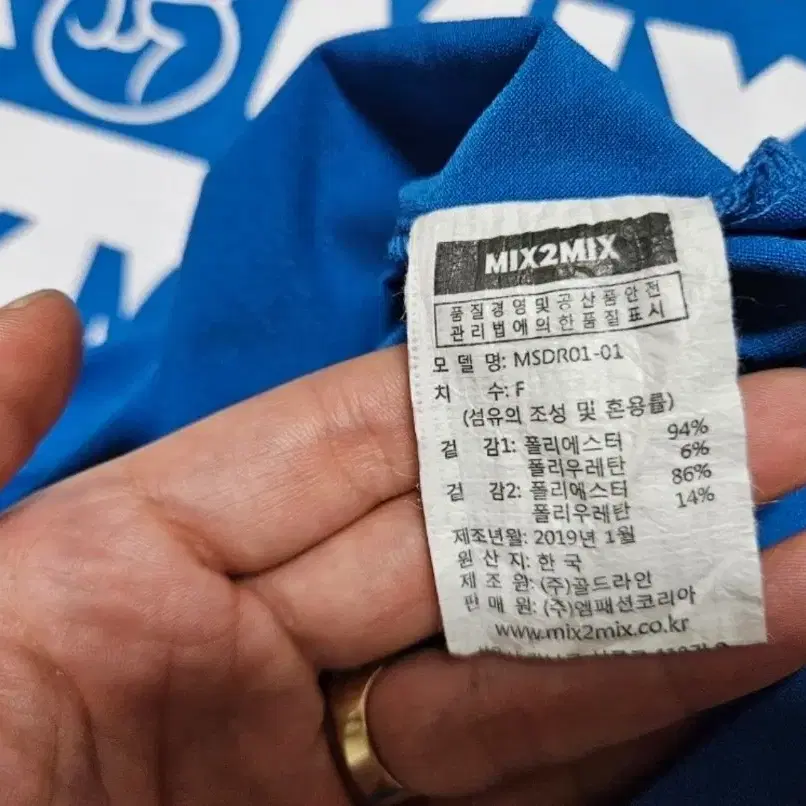 MIX2MIX
품질경영및공산품안전
관리법에의한품질표시
모 델 명: MSDR01-01
치 수: F
(섬유의 조성 및 혼용률)
겉 감1: 폴리에스터 94%
폴리우레탄 6%
겉 감2: 폴리에스터 86%
폴리우레탄 14%
제조년월: 2019년 1월
원 산 지: 한 국
제 조 원: (주)골드라인
판 매 원: (주)엠패션코리아
www.mix2mix.co.kr